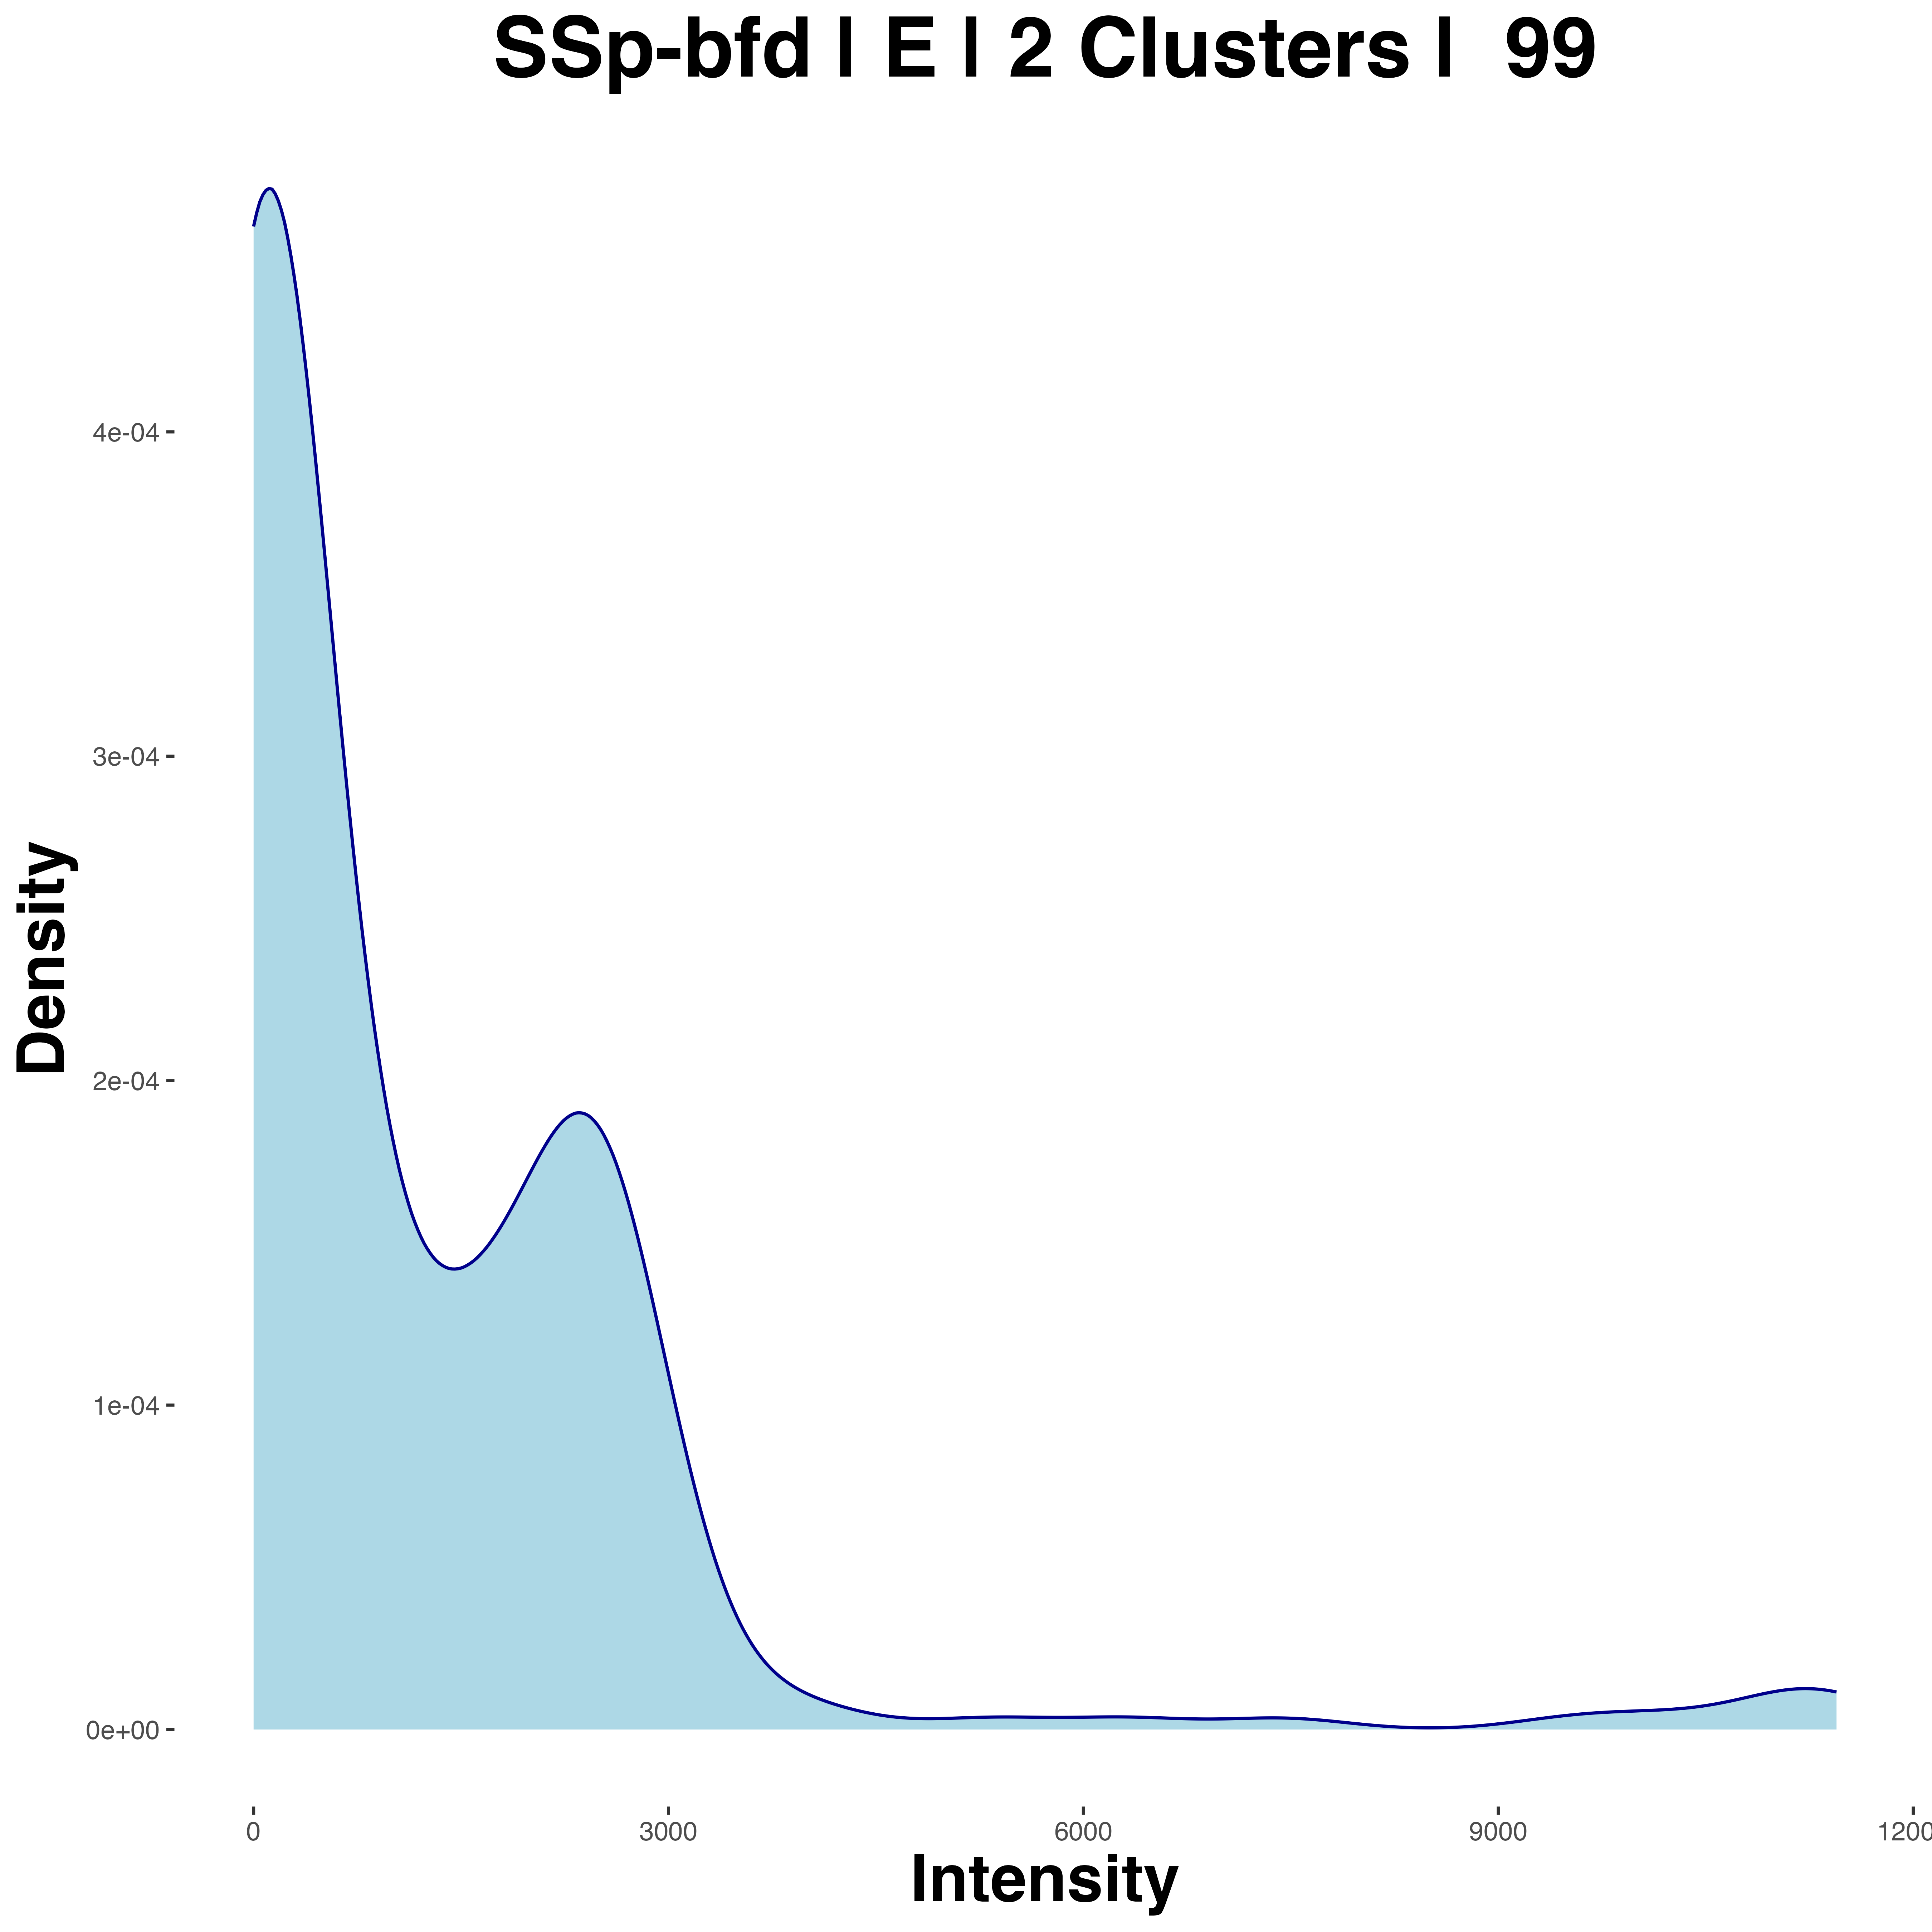 SSp-bfd | E | 2 Clusters | 99
Density
4e-04
3e-04
2e-04
1e-04
0e+00
0
3000
6000
9000
1200
Intensity